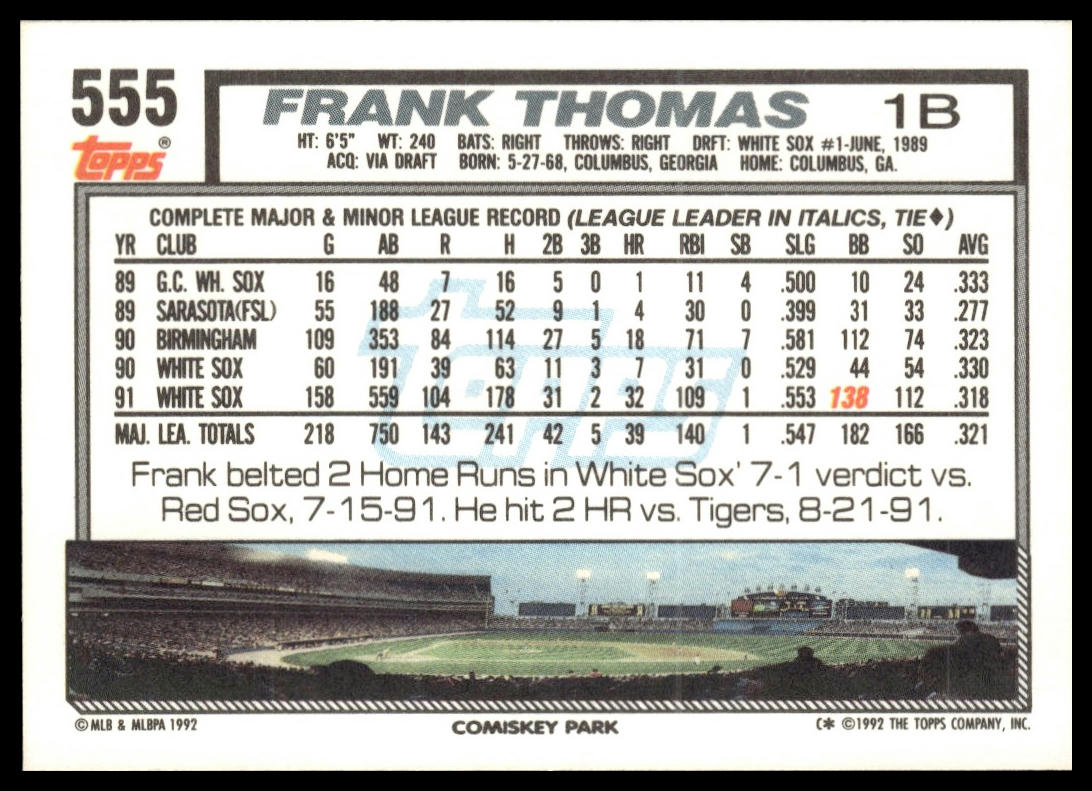 555
FRANK THOMAS 1B
topps®
HT: 6'5" WT: 240 BATS: RIGHT THROWS: RIGHT DRFT: WHITE SOX #1-JUNE, 1989
ACQ: VIA DRAFT BORN: 5-27-68, COLUMBUS, GEORGIA HOME: COLUMBUS, GA.
COMPLETE MAJOR & MINOR LEAGUE RECORD (LEAGUE LEADER IN ITALICS, TIE♦)
YR CLUB G AB R H 2B 3B HR RBI SB SLG BB SO AVG
89 G.C. WH. SOX 16 48 7 16 5 0 1 11 4 .500 10 24 .333
89 SARASOTA(FSL) 55 188 27 52 9 1 4 30 0 .399 31 33 .277
90 BIRMINGHAM 109 353 84 114 27 5 18 71 7 .581 112 74 .323
90 WHITE SOX 60 191 39 63 11 3 7 31 0 .529 44 54 .330
91 WHITE SOX 158 559 104 178 31 2 32 109 1 .553 138 112 .318
MAJ. LEA. TOTALS 218 750 143 241 42 5 39 140 1 .547 182 166 .321
topps
Frank belted 2 Home Runs in White Sox' 7-1 verdict vs.
Red Sox, 7-15-91. He hit 2 HR vs. Tigers, 8-21-91.
©MLB & MLBPA 1992
COMISKEY PARK
C* ©1992 THE TOPPS COMPANY, INC.